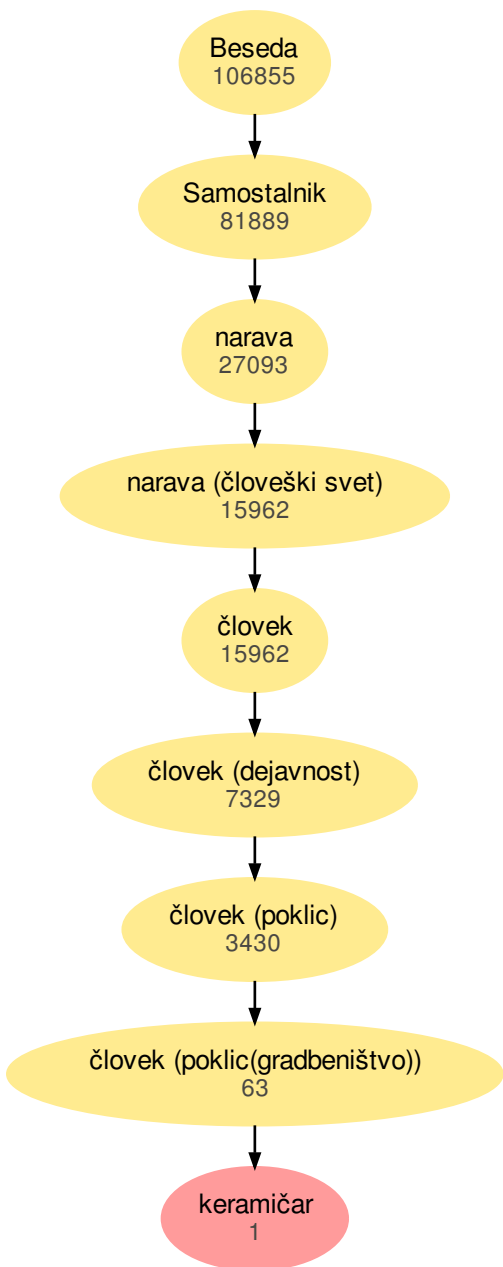 Beseda
106855
Samostalnik
81889
narava
27093
narava (človeški svet)
15962
človek
15962
človek (dejavnost)
7329
človek (poklic)
3430
človek (poklic(gradbeništvo))
63
keramičar
1